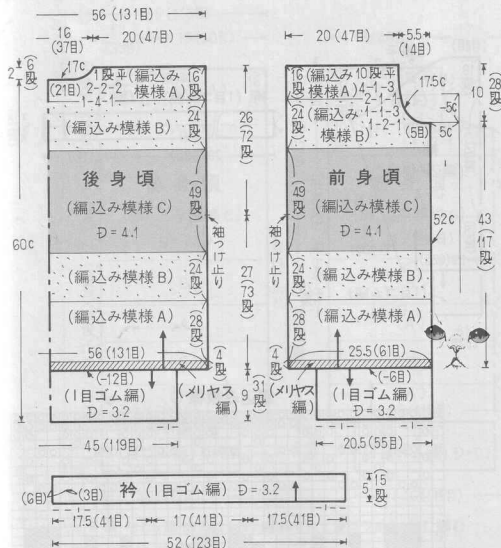 56(131目)
16
(37目)
20(47目)
20(47目)
5.5
(14目)
2(6段)
17C
(21目)
1段平
2-2-2
1-4-1
(編込み
模様A)
(16段)
(編込み模様B)
(24段)
後身頃
(編込み模様C)
D=4.1
(49段)
(編込み模様B)
(24段)
(編込み模様A)
(28段)
56(131目)
(4段)
(-12目)
(1目ゴム編)
D=3.2
45(119目)
60C
26(72段)
袖つけ止り
27(73段)
9(31段)
(メリヤス編)
(16段)
(編込み
模様A)
10段平
4-1-3
2-1-1
1-1-3
1-2-1
(24段)
(編込み
模様B)
(5目)
17.5C
10(28段)
-5C
5C
前身頃
(編込み模様C)
D=4.1
(49段)
袖つけ止り
52C
43(117段)
(編込み模様B)
(24段)
(編込み模様A)
(28段)
25.5(61目)
(4段)
(-6目)
(メリヤス編)
(1目ゴム編)
D=3.2
20.5(55目)
衿(1目ゴム編)D=3.2
(6目)
(3目)
5(15段)
17.5(41目)
17(41目)
17.5(41目)
52(123目)